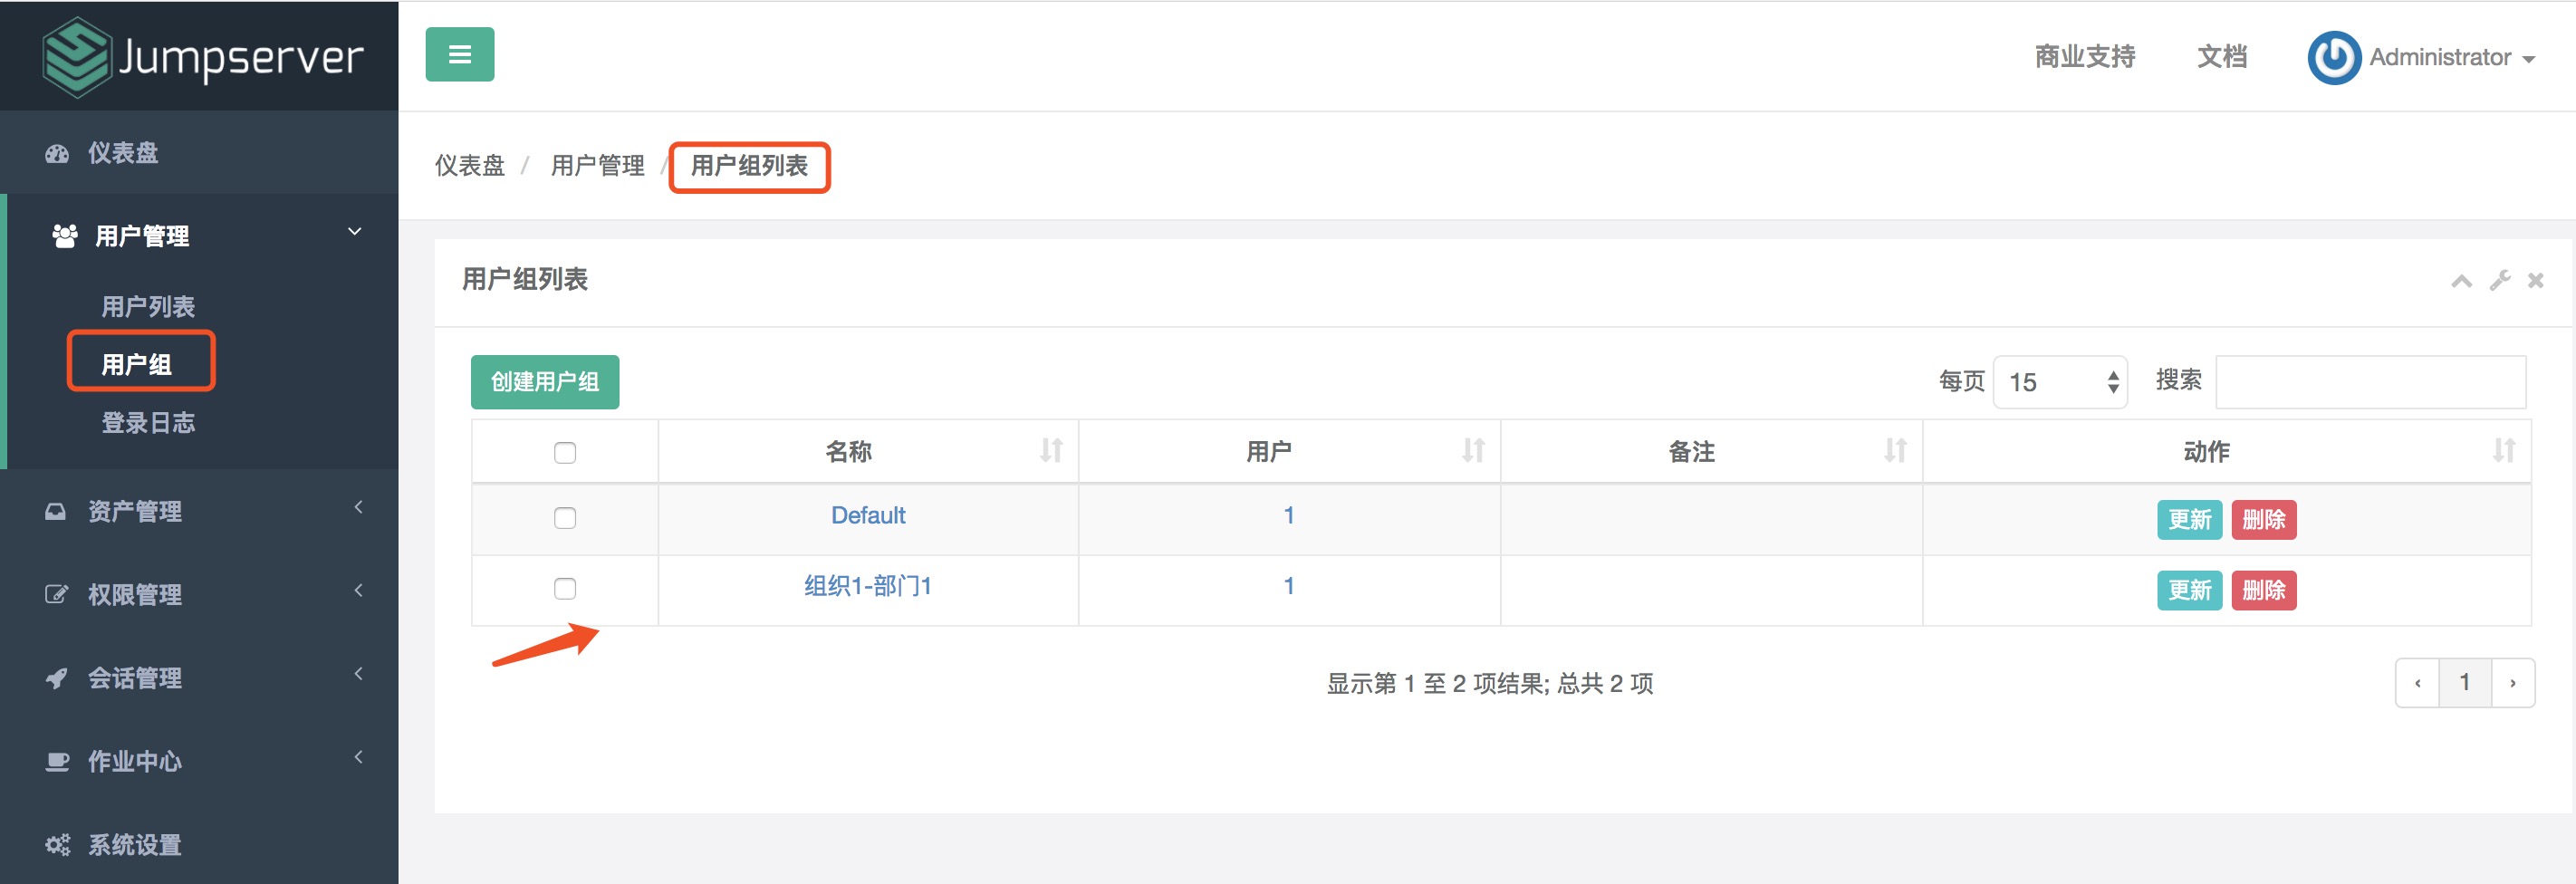 Jumpserver
商业支持 文档 Administrator
仪表盘
用户管理
用户列表
用户组
登录日志
资产管理
权限管理
会话管理
作业中心
系统设置
仪表盘 / 用户管理 / 用户组列表
用户组列表
创建用户组 每页 15 搜索
名称 用户 备注 动作
Default 1 更新 删除
组织1-部门1 1 更新 删除
显示第 1 至 2 项结果; 总共 2 项
‹ 1 ›